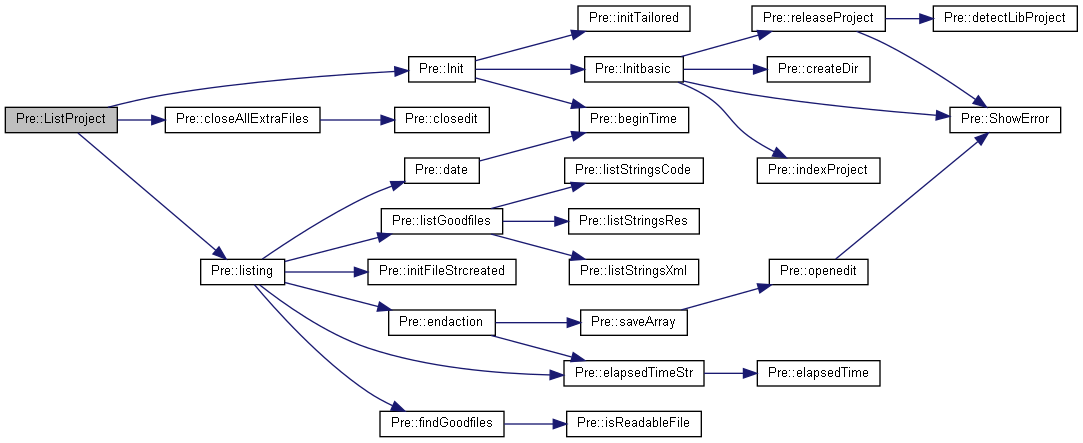 Pre::initTailored
Pre::releaseProject
Pre::detectLibProject
Pre::Init
Pre::Initbasic
Pre::createDir
Pre::ListProject
Pre::closeAllExtraFiles
Pre::closedit
Pre::beginTime
Pre::ShowError
Pre::date
Pre::listStringsCode
Pre::indexProject
Pre::listGoodfiles
Pre::listStringsRes
Pre::listing
Pre::initFileStrcreated
Pre::listStringsXml
Pre::openedit
Pre::endaction
Pre::saveArray
Pre::elapsedTimeStr
Pre::elapsedTime
Pre::findGoodfiles
Pre::isReadableFile